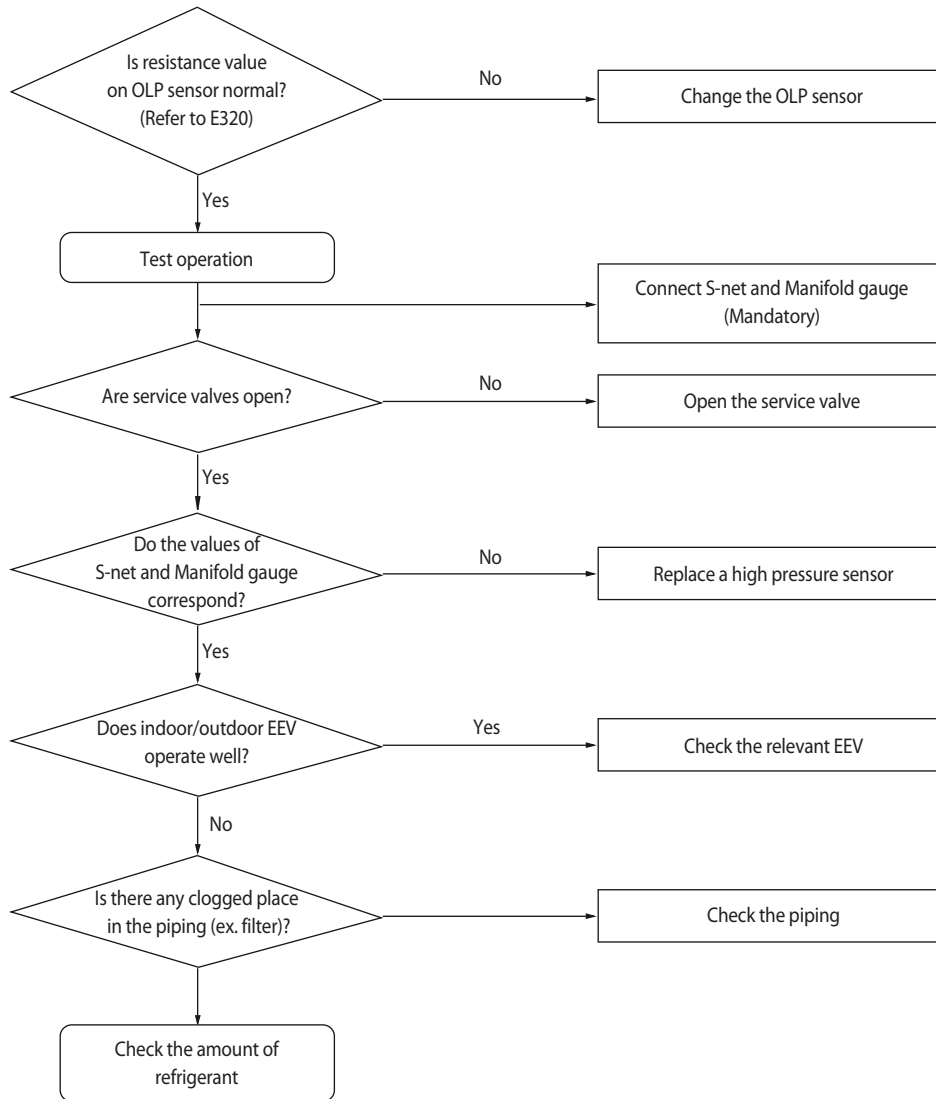 Is resistance value
on OLP sensor normal?
(Refer to E320)
No
Change the OLP sensor
Yes
Test operation
Connect S-net and Manifold gauge
(Mandatory)
Are service valves open?
No
Open the service valve
Yes
Do the values of
S-net and Manifold gauge
correspond?
No
Replace a high pressure sensor
Yes
Does indoor/outdoor EEV
operate well?
Yes
Check the relevant EEV
No
Is there any clogged place
in the piping (ex. filter)?
Check the piping
Check the amount of
refrigerant